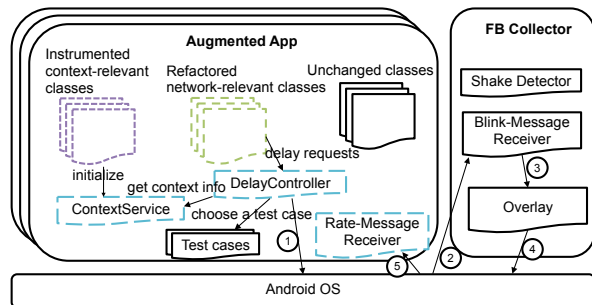 Augmented App
FB Collector
Instrumented
context-relevant
classes
Refactored
network-relevant classes
Unchanged classes
Shake Detector
Blink-Message
Receiver
delay requests
initialize
get context info
DelayController
3
ContextService
choose a test case
Rate-Message
Receiver
Overlay
Test cases
1
2
4
5
Android OS